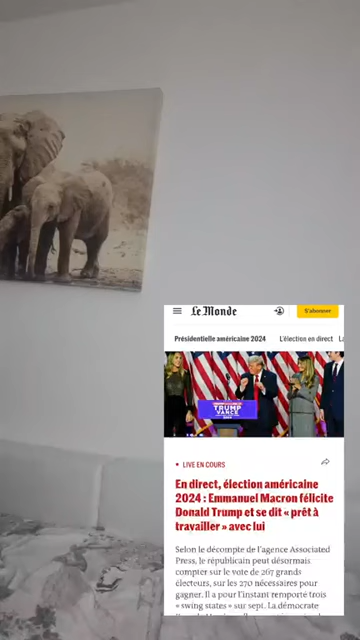 Le Monde
S'abonner
Présidentielle américaine 2024 L'élection en direct
TRUMP
VANCE
LIVE EN COURS
En direct, élection américaine
2024 : Emmanuel Macron félicite
Donald Trump et se dit « prêt à
travailler » avec lui
Selon le décompte de l'agence Associated
Press, le républicain peut désormais
compter sur le vote de 267 grands
électeurs, sur les 270 nécessaires pour
gagner. Il a pour l'instant remporté trois
« swing states » sur sept. La démocrate